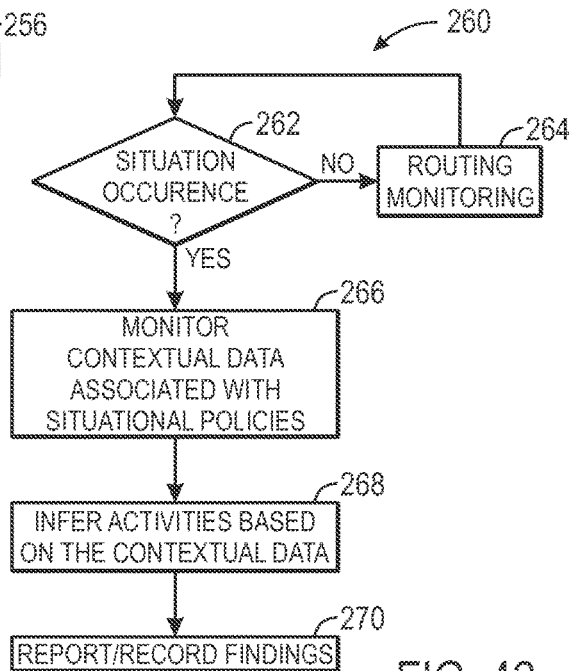 256
260
262
SITUATION
OCCURENCE
?
NO
264
ROUTING
MONITORING
YES
266
MONITOR
CONTEXTUAL DATA
ASSOCIATED WITH
SITUATIONAL POLICIES
268
INFER ACTIVITIES BASED
ON THE CONTEXTUAL DATA
270
REPORT/RECORD FINDINGS